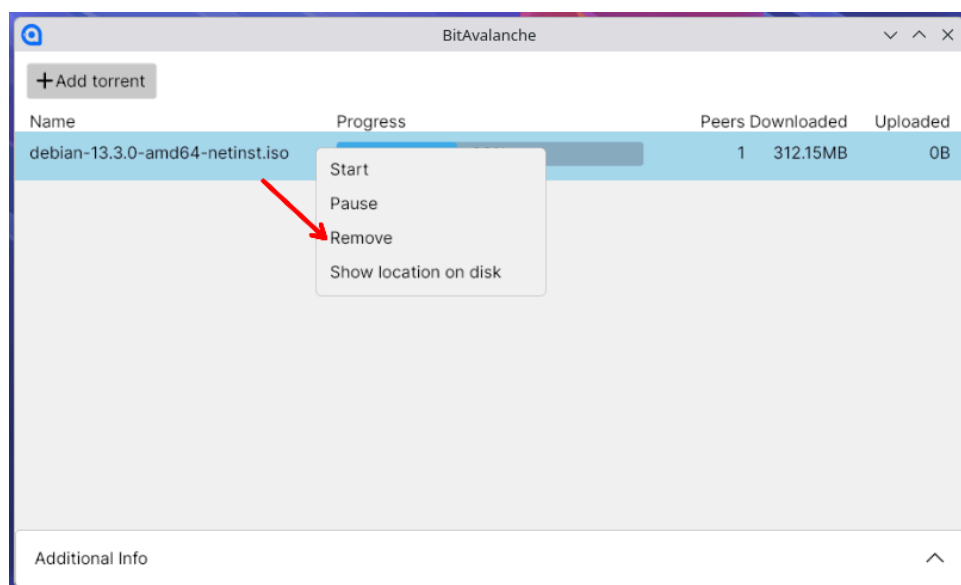 BitAvalanche
+Add torrent
Name Progress Peers Downloaded Uploaded
debian-13.3.0-amd64-netinst.iso 1 312.15MB 0B
Start
Pause
Remove
Show location on disk
Additional Info